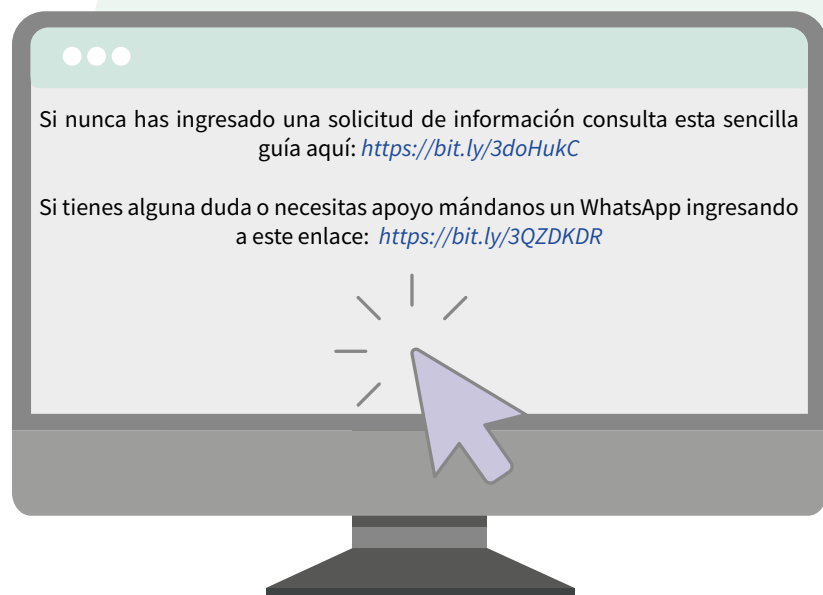 Si nunca has ingresado una solicitud de información consulta esta sencilla
guía aquí: https://bit.ly/3doHukC
Si tienes alguna duda o necesitas apoyo mándanos un WhatsApp ingresando
a este enlace: https://bit.ly/3QZDKDR